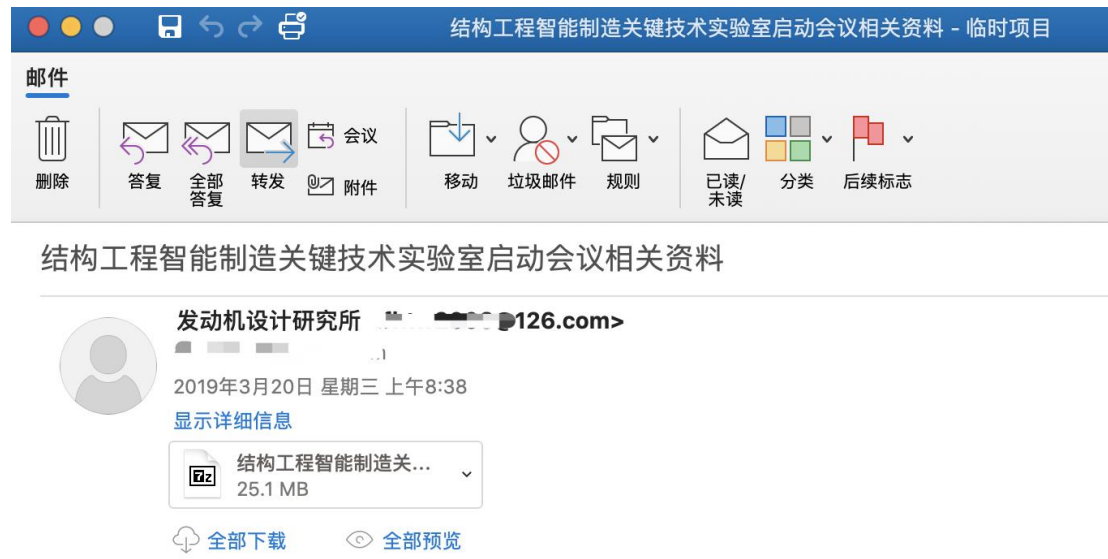 结构工程智能制造关键技术实验室启动会议相关资料 - 临时项目
邮件
删除
答复
全部
答复
转发
会议
附件
移动
垃圾邮件
规则
已读/
未读
分类
后续标志
结构工程智能制造关键技术实验室启动会议相关资料
发动机设计研究所 126.com>
2019年3月20日 星期三 上午8:38
显示详细信息
7z 结构工程智能制造关...
25.1 MB
全部下载 全部预览